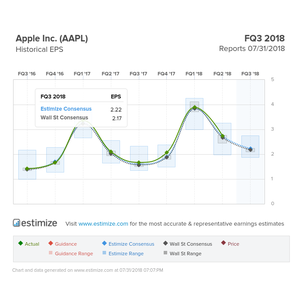 Apple Inc. (AAPL) FQ3 2018
Historical EPS Reports 07/31/2018
FQ3 '16 FQ4 '16 FQ1 '17 FQ2 '17 FQ3 '17 FQ4 '17 FQ1 '18 FQ2 '18 FQ3 '18
5
FQ3 2018 EPS
4
Estimize Consensus 2.22
Wall St Consensus 2.17
3
2
1
0
estimize Visit www.estimize.com for the most accurate & representative earnings estimates
Actual Guidance Estimize Consensus Wall St Consensus Price
Guidance Range Estimize Range Wall St Range
Chart and data generated on www.estimize.com at 07/31/2018 07:07PM